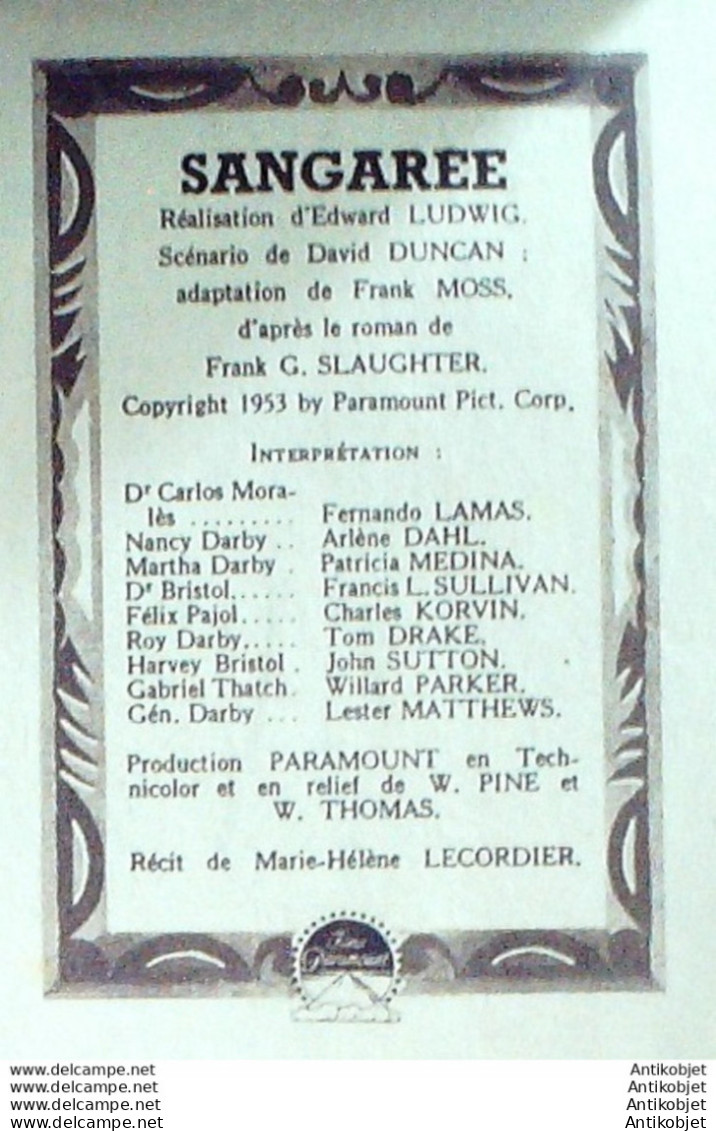 SANGAREE
Réalisation d'Edward LUDWIG.
Scénario de David DUNCAN ;
adaptation de Frank MOSS,
d'après le roman de
Frank G. SLAUGHTER.
Copyright 1953 by Paramount Pict. Corp.
INTERPRÉTATION :
Dr Carlos Mora-
lès ......... Fernando LAMAS.
Nancy Darby .. Arlène DAHL.
Martha Darby . Patricia MEDINA.
Dr Bristol...... Francis L. SULLIVAN.
Félix Pajol..... Charles KORVIN.
Roy Darby..... Tom DRAKE.
Harvey Bristol . John SUTTON.
Gabriel Thatch. Willard PARKER.
Gén. Darby ... Lester MATTHEWS.
Production PARAMOUNT en Tech-
nicolor et en relief de W. PINE et
W. THOMAS.
Récit de Marie-Hélène LECORDIER.
Films
Paramount
www.delcampe.net Antikobjet
www.delcampe.net Antikobjet
www.delcampe.net Antikobjet
www.delcampe.net Antikobjet